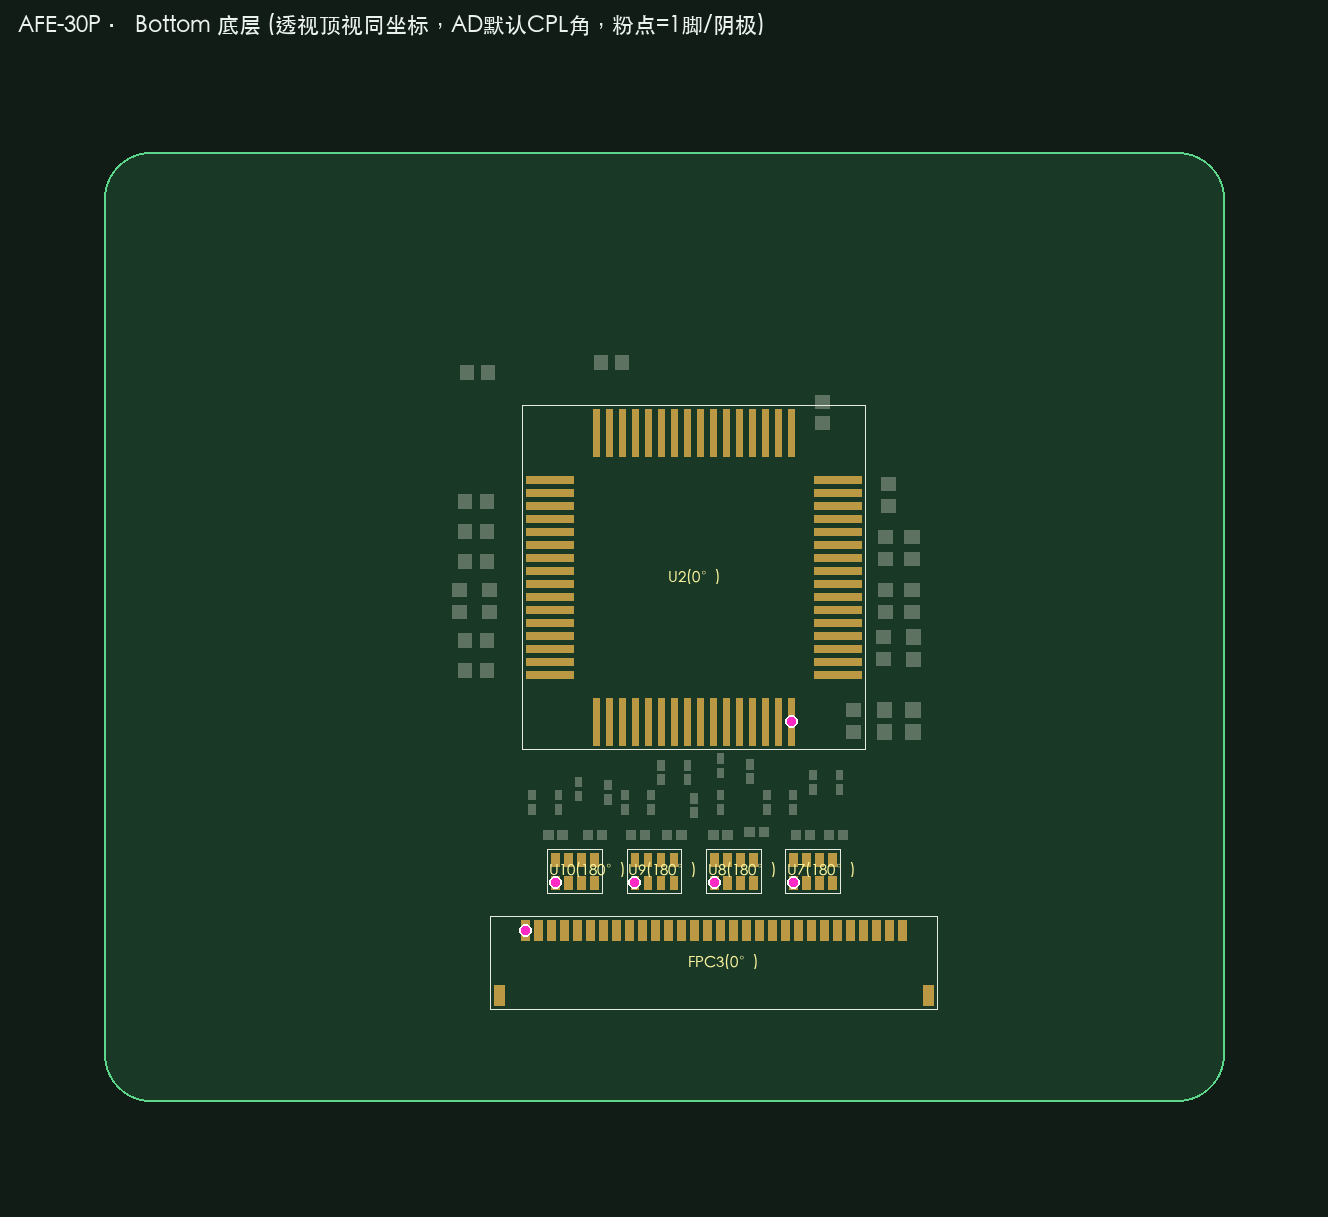 AFE-30P · Bottom 底层 (透视顶视同坐标，AD默认CPL角，粉点=1脚/阴极)
U2(0° )
U10(180° )
U9(180° )
U8(180° )
U7(180° )
FPC3(0° )